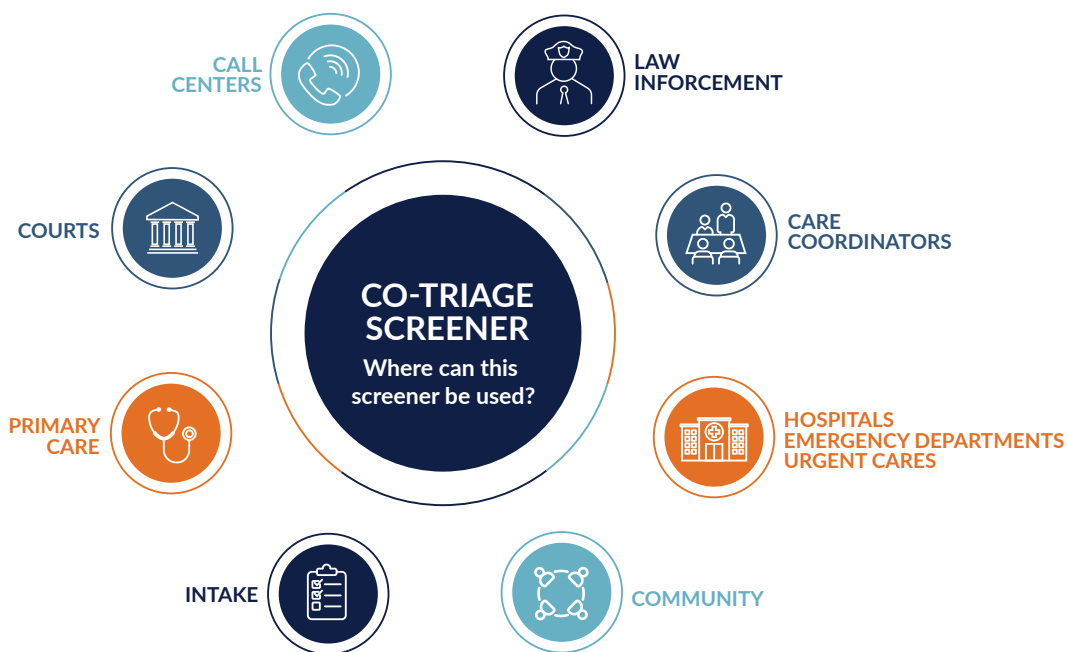 CALL
CENTERS
LAW
INFORCEMENT
COURTS
CARE
COORDINATORS
CO-TRIAGE
SCREENER
Where can this
screener be used?
PRIMARY
CARE
HOSPITALS
EMERGENCY DEPARTMENTS
URGENT CARES
INTAKE
COMMUNITY